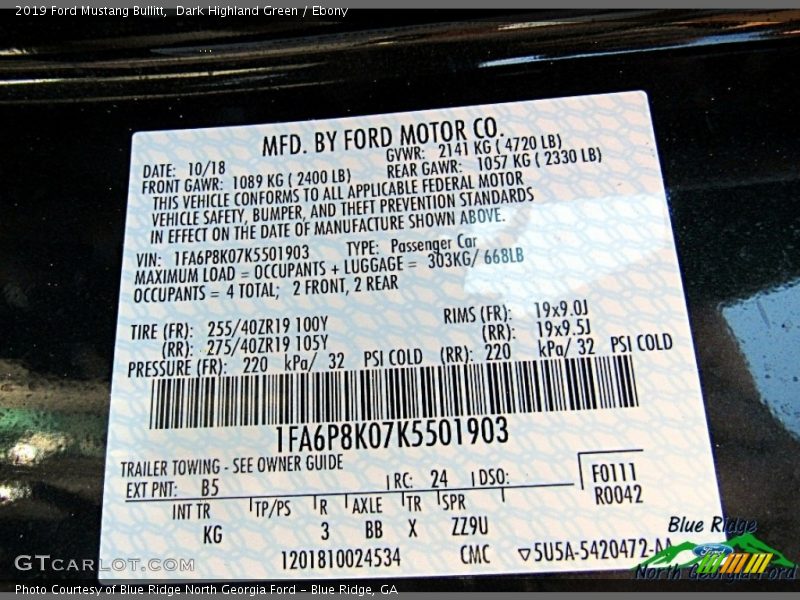 2019 Ford Mustang Bullitt,  Dark Highland Green / Ebony
MFD. BY FORD MOTOR CO.
DATE: 10/18 GVWR: 2141 KG ( 4720 LB)
FRONT GAWR: 1089 KG ( 2400 LB) REAR GAWR: 1057 KG ( 2330 LB)
THIS VEHICLE CONFORMS TO ALL APPLICABLE FEDERAL MOTOR
VEHICLE SAFETY, BUMPER, AND THEFT PREVENTION STANDARDS
IN EFFECT ON THE DATE OF MANUFACTURE SHOWN ABOVE.
VIN: 1FA6P8K07K5501903 TYPE: Passenger Car
MAXIMUM LOAD = OCCUPANTS + LUGGAGE = 303KG/ 668LB
OCCUPANTS = 4 TOTAL; 2 FRONT, 2 REAR
TIRE (FR): 255/40ZR19 100Y RIMS (FR): 19x9.0J
(RR): 275/40ZR19 105Y (RR): 19x9.5J
PRESSURE (FR): 220 kPa/ 32 PSI COLD (RR): 220 kPa/ 32 PSI COLD
1FA6P8K07K5501903
TRAILER TOWING - SEE OWNER GUIDE
EXT PNT: B5 RC: 24 DSO: F0111
R0042
INT TR TP/PS R AXLE TR SPR
KG 3 BB X ZZ9U
1201810024534 CMC ▽5U5A-5420472-AA
Blue Ridge
Ford
North Georgia Ford
GTCARLOT.COM
Photo Courtesy of Blue Ridge North Georgia Ford - Blue Ridge, GA